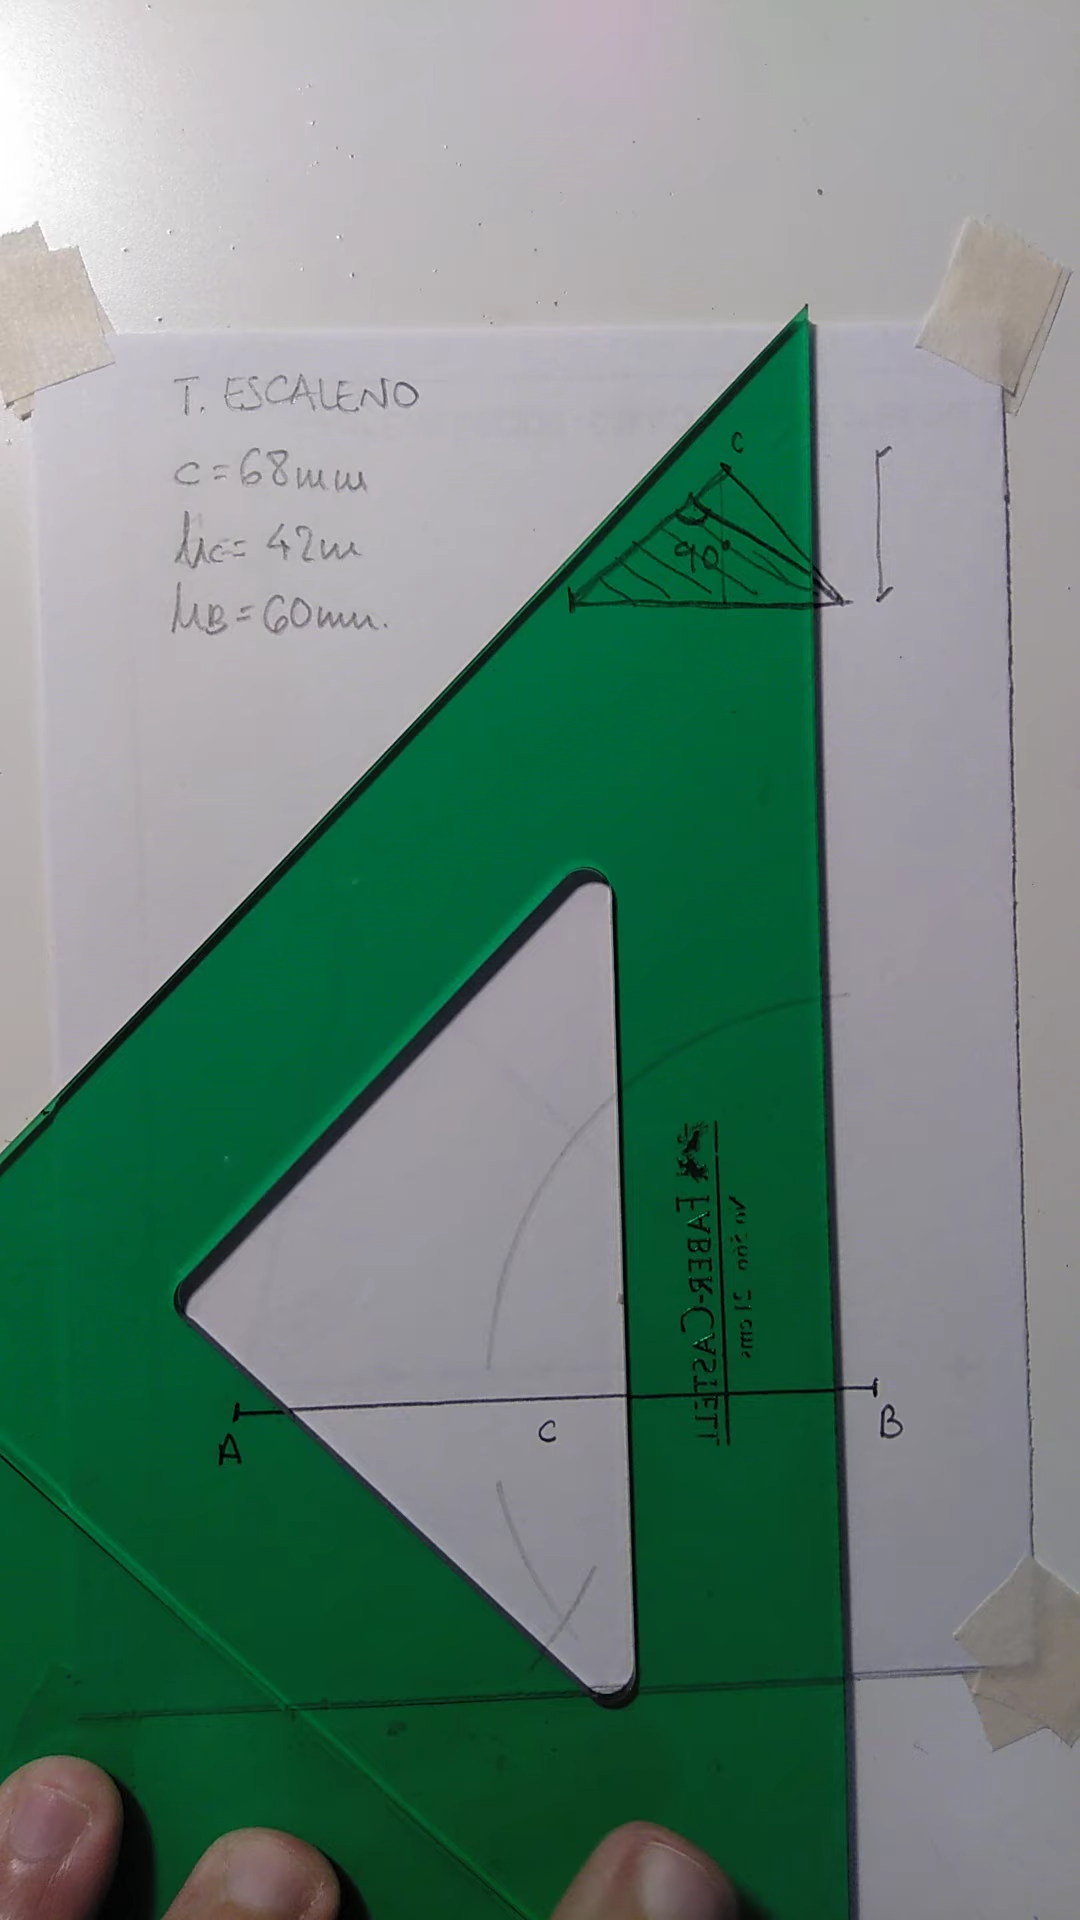 T. ESCALENO
c = 68mm
hc = 42m
hB = 60mm.
C
90°
FABER-CASTELL
A
C
B